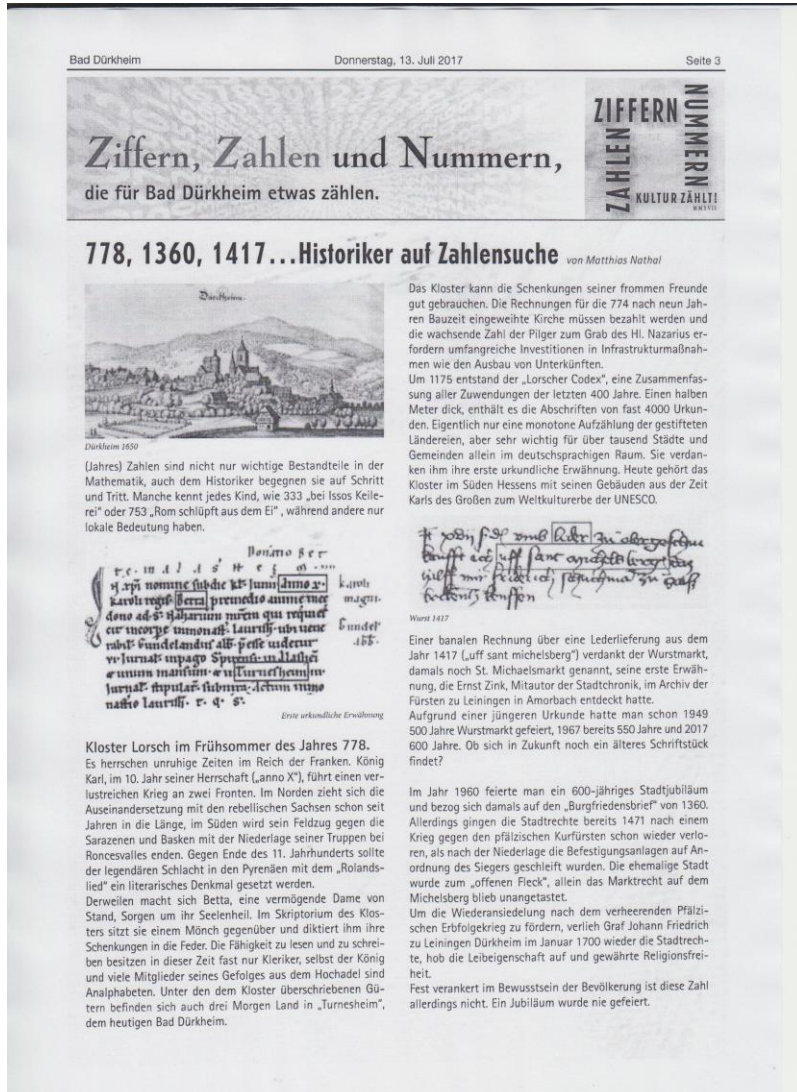 Bad Dürkheim
Donnerstag, 13. Juli 2017
Seite 3
Ziffern, Zahlen und Nummern,
die für Bad Dürkheim etwas zählen.
ZIFFERN
NUMMERN
ZAHLEN
KULTUR ZÄHLT!
MMXVII
778, 1360, 1417...Historiker auf Zahlensuche von Matthias Nathal
Dürckheim.
Dürkheim 1650
(Jahres) Zahlen sind nicht nur wichtige Bestandteile in der
Mathematik, auch dem Historiker begegnen sie auf Schritt
und Tritt. Manche kennt jedes Kind, wie 333 „bei Issos Keile-
rei“ oder 753 „Rom schlüpft aus dem Ei“ , während andere nur
lokale Bedeutung haben.
Anno x
karoli regis Betta
Turnesheim
Erste urkundliche Erwähnung
Kloster Lorsch im Frühsommer des Jahres 778.
Es herrschen unruhige Zeiten im Reich der Franken. König
Karl, im 10. Jahr seiner Herrschaft („anno X“), führt einen ver-
lustreichen Krieg an zwei Fronten. Im Norden zieht sich die
Auseinandersetzung mit den rebellischen Sachsen schon seit
Jahren in die Länge, im Süden wird sein Feldzug gegen die
Sarazenen und Basken mit der Niederlage seiner Truppen bei
Roncesvalles enden. Gegen Ende des 11. Jahrhunderts sollte
der legendären Schlacht in den Pyrenäen mit dem „Rolands-
lied“ ein literarisches Denkmal gesetzt werden.
Derweilen macht sich Betta, eine vermögende Dame von
Stand, Sorgen um ihr Seelenheil. Im Skriptorium des Klos-
ters sitzt sie einem Mönch gegenüber und diktiert ihm ihre
Schenkungen in die Feder. Die Fähigkeit zu lesen und zu schrei-
ben besitzen in dieser Zeit fast nur Kleriker, selbst der König
und viele Mitglieder seines Gefolges aus dem Hochadel sind
Analphabeten. Unter den dem Kloster überschriebenen Gü-
tern befinden sich auch drei Morgen Land in „Turnesheim“,
dem heutigen Bad Dürkheim.
Das Kloster kann die Schenkungen seiner frommen Freunde
gut gebrauchen. Die Rechnungen für die 774 nach neun Jah-
ren Bauzeit eingeweihte Kirche müssen bezahlt werden und
die wachsende Zahl der Pilger zum Grab des Hl. Nazarius er-
fordern umfangreiche Investitionen in Infrastrukturmaßnah-
men wie den Ausbau von Unterkünften.
Um 1175 entstand der „Lorscher Codex“, eine Zusammenfas-
sung aller Zuwendungen der letzten 400 Jahre. Einen halben
Meter dick, enthält es die Abschriften von fast 4000 Urkun-
den. Eigentlich nur eine monotone Aufzählung der gestifteten
Ländereien, aber sehr wichtig für über tausend Städte und
Gemeinden allein im deutschsprachigen Raum. Sie verdan-
ken ihm ihre erste urkundliche Erwähnung. Heute gehört das
Kloster im Süden Hessens mit seinen Gebäuden aus der Zeit
Karls des Großen zum Weltkulturerbe der UNESCO.
uff sant michelsberg
Wurst 1417
Einer banalen Rechnung über eine Lederlieferung aus dem
Jahr 1417 („uff sant michelsberg“) verdankt der Wurstmarkt,
damals noch St. Michaelsmarkt genannt, seine erste Erwäh-
nung, die Ernst Zink, Mitautor der Stadtchronik, im Archiv der
Fürsten zu Leiningen in Amorbach entdeckt hatte.
Aufgrund einer jüngeren Urkunde hatte man schon 1949
500 Jahre Wurstmarkt gefeiert, 1967 bereits 550 Jahre und 2017
600 Jahre. Ob sich in Zukunft noch ein älteres Schriftstück
findet?
Im Jahr 1960 feierte man ein 600-jähriges Stadtjubiläum
und bezog sich damals auf den „Burgfriedensbrief“ von 1360.
Allerdings gingen die Stadtrechte bereits 1471 nach einem
Krieg gegen den pfälzischen Kurfürsten schon wieder verlo-
ren, als nach der Niederlage die Befestigungsanlagen auf An-
ordnung des Siegers geschleift wurden. Die ehemalige Stadt
wurde zum „offenen Fleck“, allein das Marktrecht auf dem
Michelsberg blieb unangetastet.
Um die Wiederansiedelung nach dem verheerenden Pfälzi-
schen Erbfolgekrieg zu fördern, verlieh Graf Johann Friedrich
zu Leiningen Dürkheim im Januar 1700 wieder die Stadtrech-
te, hob die Leibeigenschaft auf und gewährte Religionsfrei-
heit.
Fest verankert im Bewusstsein der Bevölkerung ist diese Zahl
allerdings nicht. Ein Jubiläum wurde nie gefeiert.